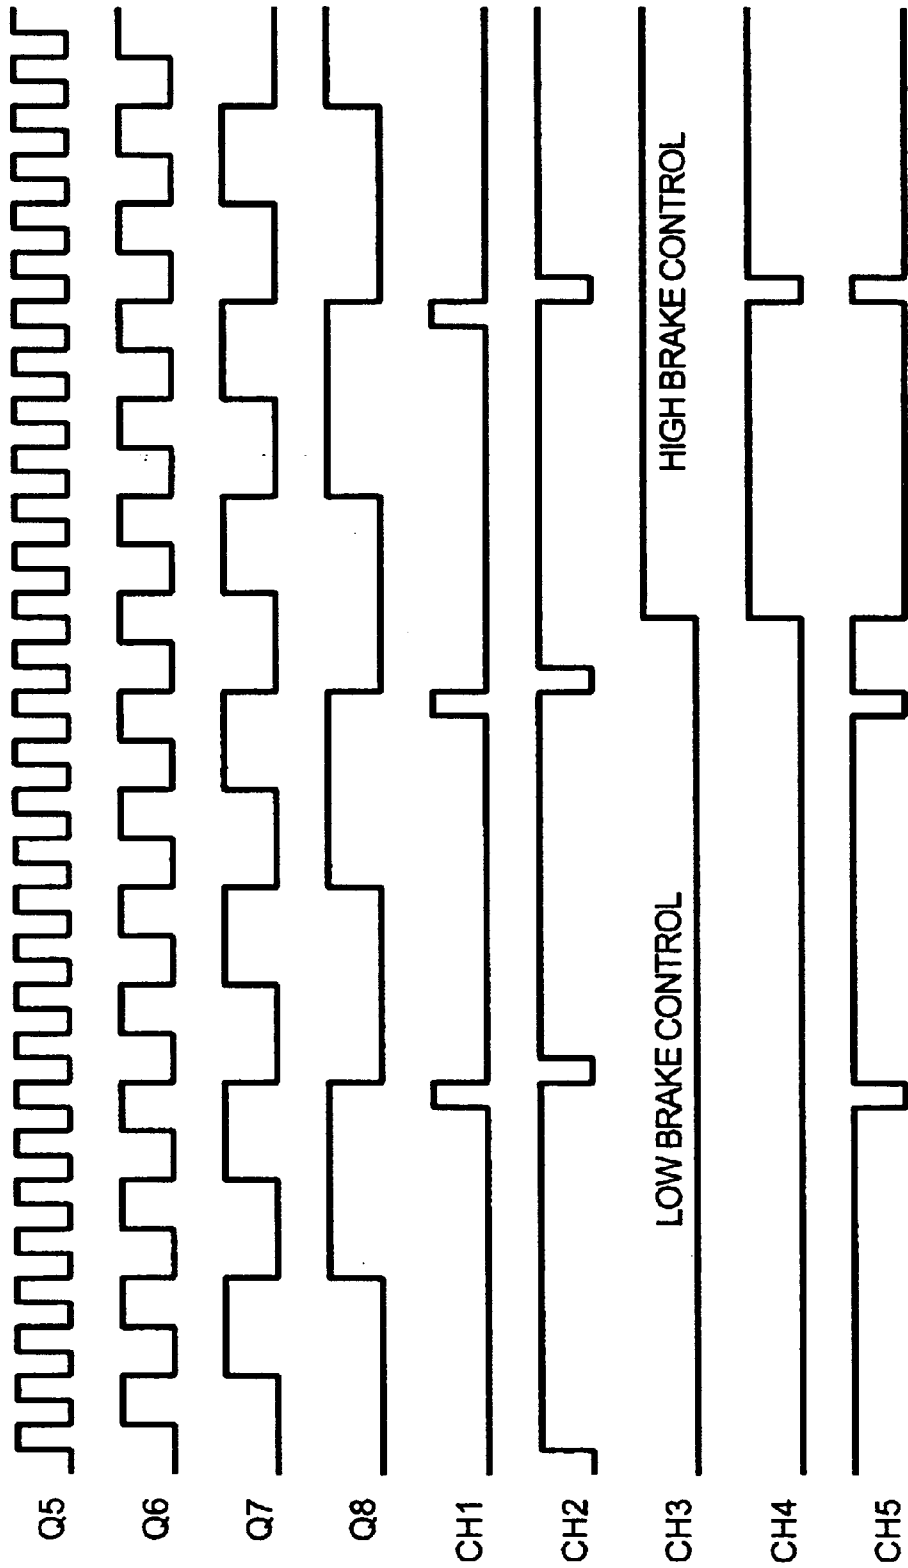 Q5
Q6
Q7
Q8
CH1
CH2
CH3
CH4
CH5
LOW BRAKE CONTROL
HIGH BRAKE CONTROL